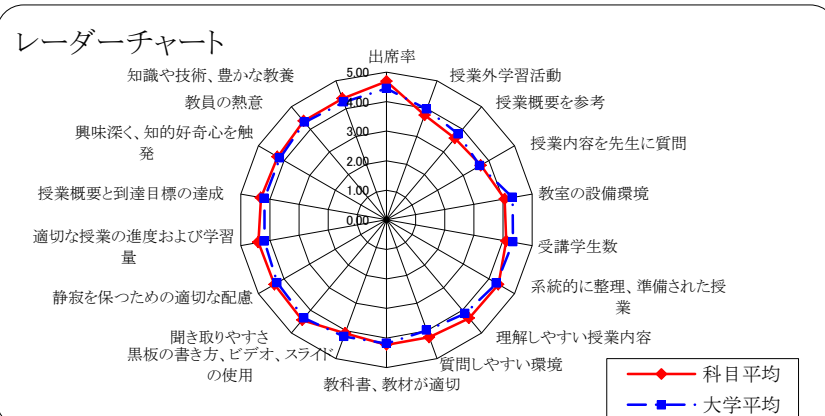 レーダーチャート
出席率
授業外学習活動
授業概要を参考
授業内容を先生に質問
教室の設備環境
受講学生数
系統的に整理、準備された授
業
理解しやすい授業内容
質問しやすい環境
教科書、教材が適切
黒板の書き方、ビデオ、スライド
の使用
聞き取りやすさ
静寂を保つための適切な配慮
適切な授業の進度および学習
量
授業概要と到達目標の達成
興味深く、知的好奇心を触
発
教員の熱意
知識や技術、豊かな教養
5.00
4.00
3.00
2.00
1.00
0.00
科目平均
大学平均